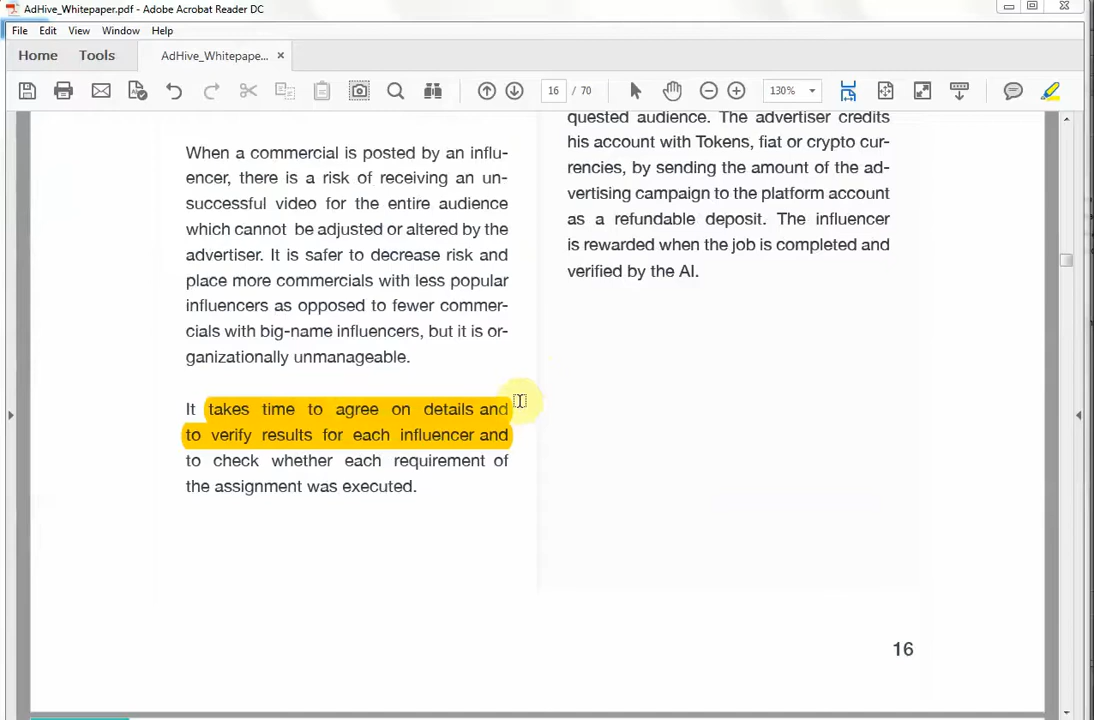 AdHive_Whitepaper.pdf - Adobe Acrobat Reader DC
File Edit View Window Help
Home Tools AdHive_Whitepape... ×
16 / 70 130%
When a commercial is posted by an influ-
encer, there is a risk of receiving an un-
successful video for the entire audience
which cannot be adjusted or altered by the
advertiser. It is safer to decrease risk and
place more commercials with less popular
influencers as opposed to fewer commer-
cials with big-name influencers, but it is or-
ganizationally unmanageable.
It takes time to agree on details and
to verify results for each influencer and
to check whether each requirement of
the assignment was executed.
quested audience. The advertiser credits
his account with Tokens, fiat or crypto cur-
rencies, by sending the amount of the ad-
vertising campaign to the platform account
as a refundable deposit. The influencer
is rewarded when the job is completed and
verified by the AI.
16